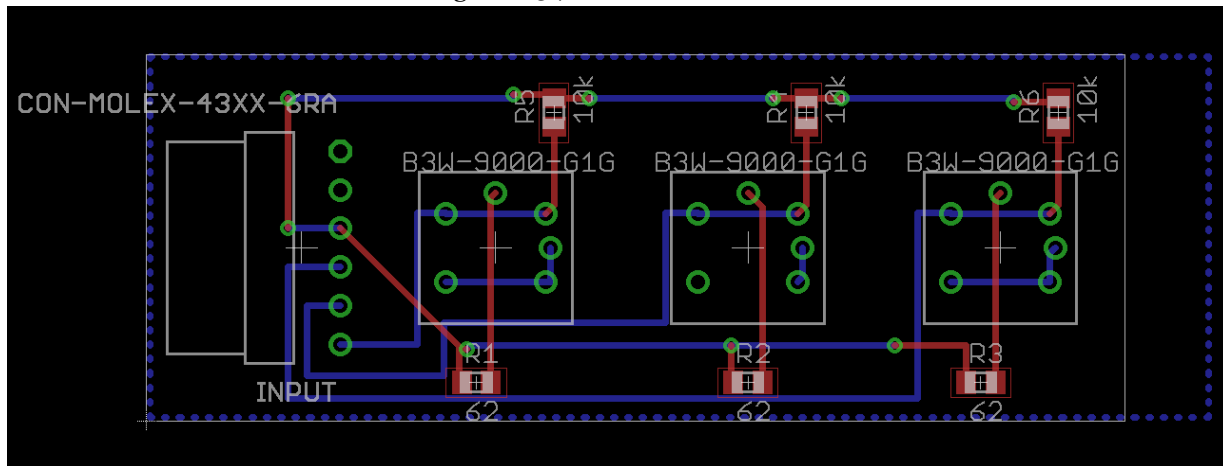 CON-MOLEX-43XX-6RA
R5
10k
R4
10k
R6
10k
B3W-9000-G1G
B3W-9000-G1G
B3W-9000-G1G
R1
R2
R3
INPUT
62
62
62